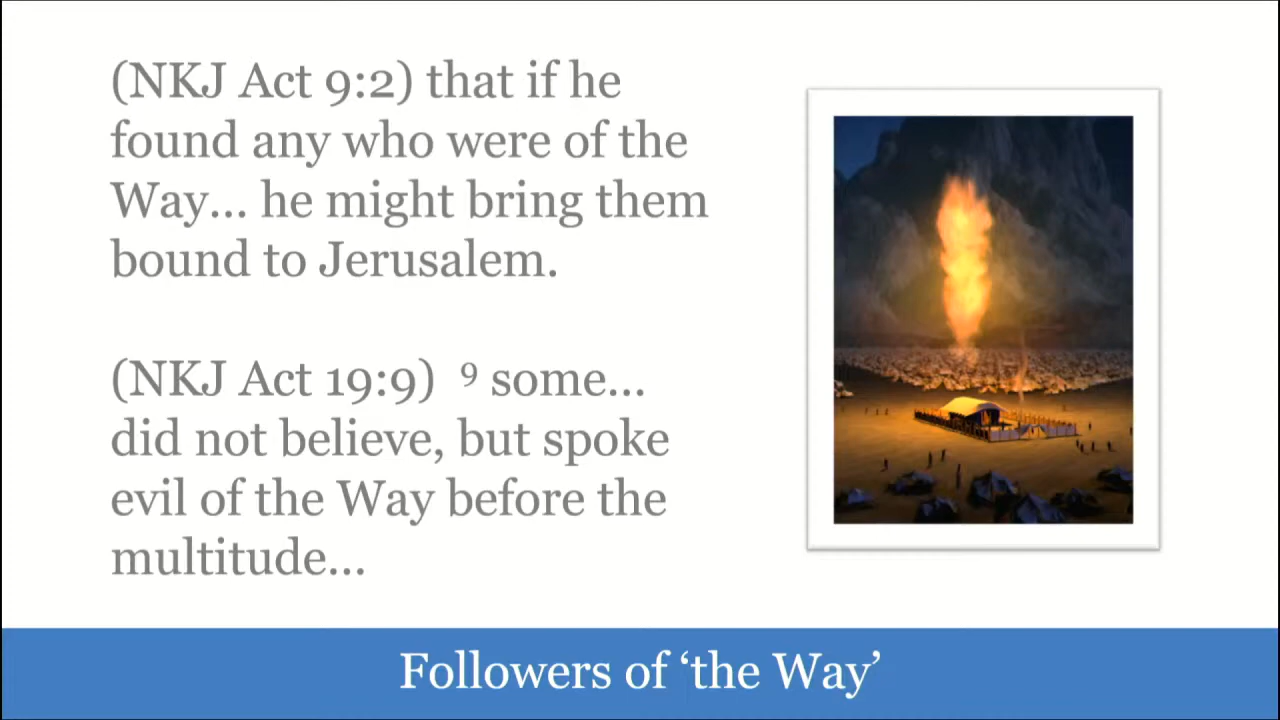 (NKJ Act 9:2) that if he
found any who were of the
Way... he might bring them
bound to Jerusalem.
(NKJ Act 19:9) ⁹ some...
did not believe, but spoke
evil of the Way before the
multitude...
Followers of ‘the Way’